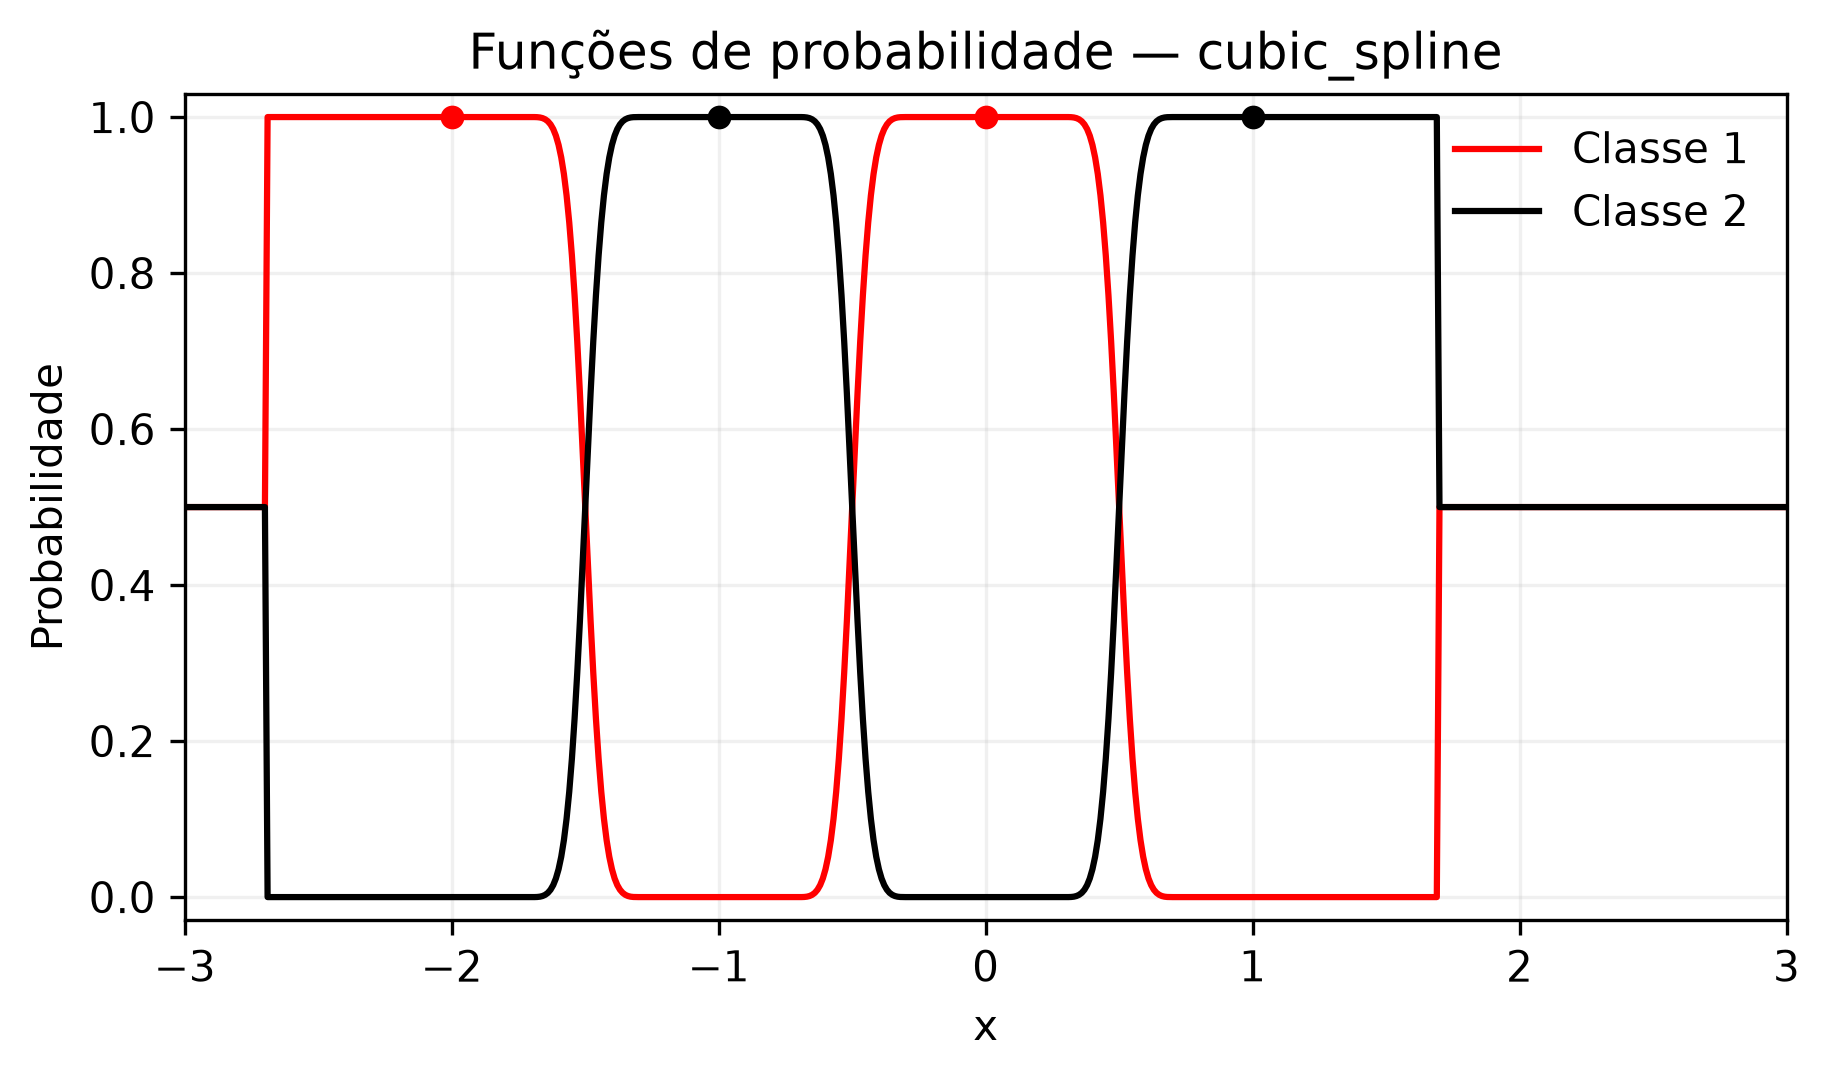 Funções de probabilidade — cubic_spline
Probabilidade
1.0
0.8
0.6
0.4
0.2
0.0
Classe 1
Classe 2
−3 −2 −1 0 1 2 3
x